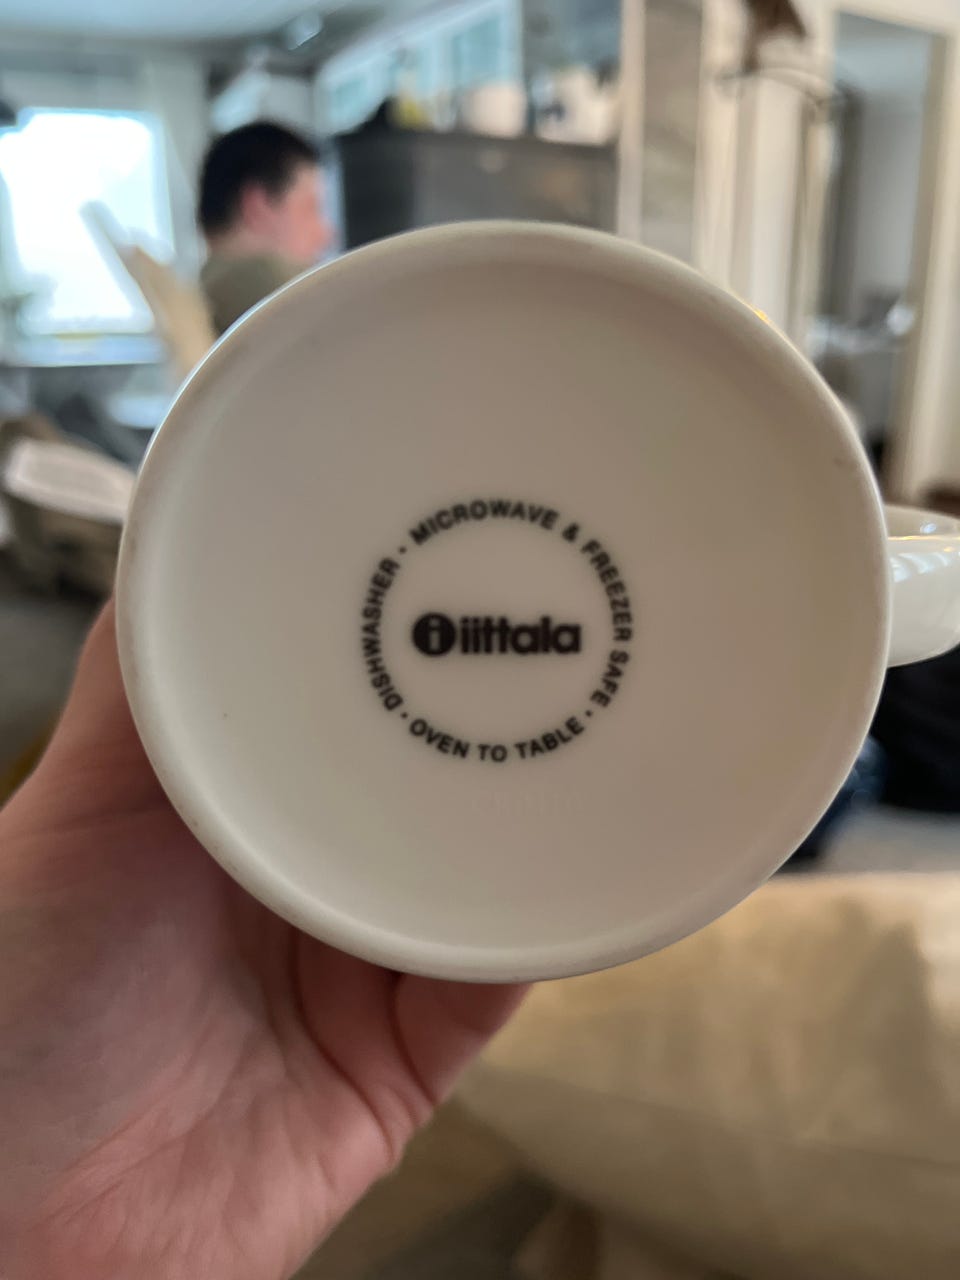 DISHWASHER · MICROWAVE & FREEZER SAFE ·
iittala
OVEN TO TABLE ·